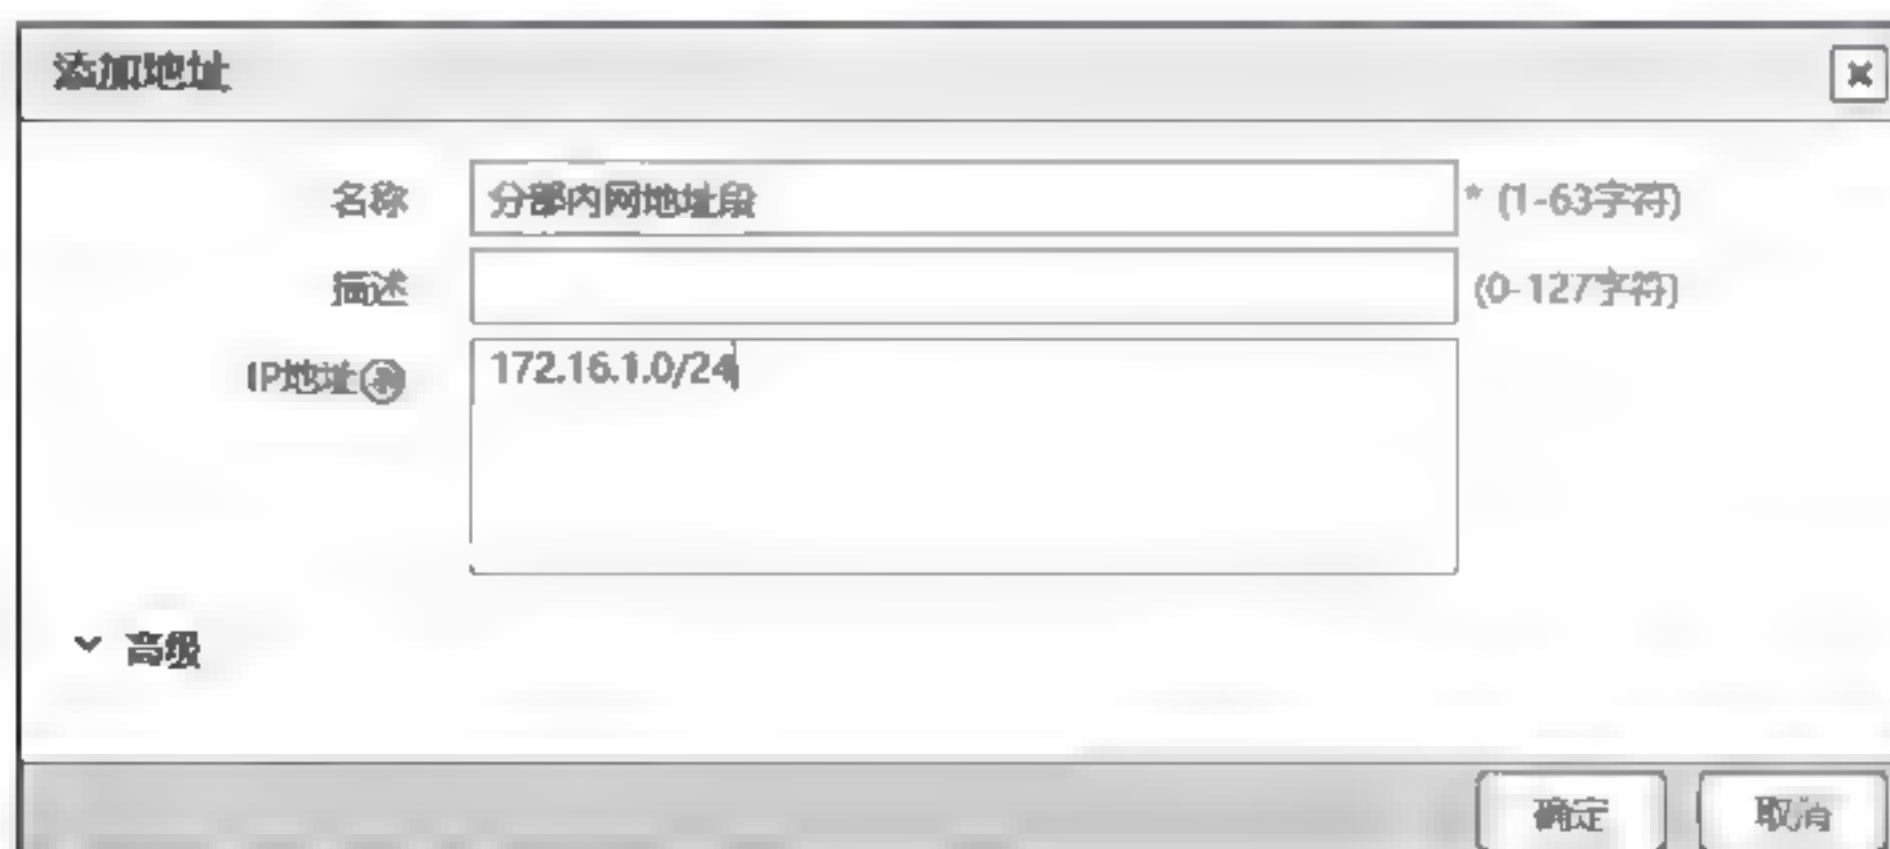 添加地址
名称 分部内网地址段 * (1-63字符)
描述 (0-127字符)
IP地址 172.16.1.0/24
高级
确定 取消